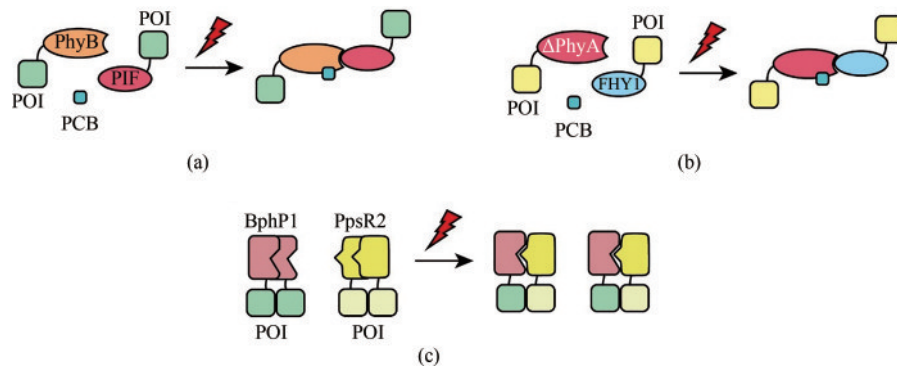 POI
PhyB
PIF
POI
PCB
(a)
POI
ΔPhyA
FHY1
POI
PCB
(b)
BphP1 PpsR2
POI POI
(c)